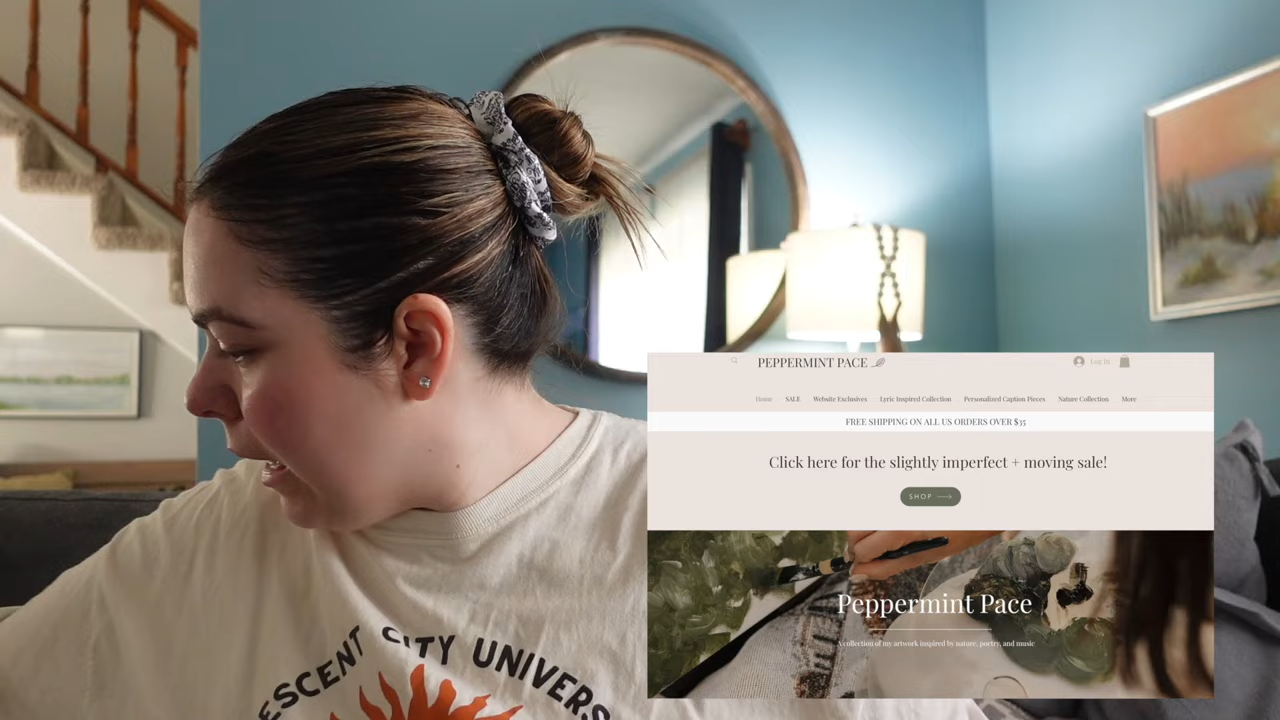 PEPPERMINT PACE
Log In
Home SALE Website Exclusives Lyric Inspired Collection Personalized Caption Pieces Nature Collection More
FREE SHIPPING ON ALL US ORDERS OVER $35
Click here for the slightly imperfect + moving sale!
SHOP
Peppermint Pace
A collection of my artwork inspired by nature, poetry, and music
ESCENT CITY UNIVERS